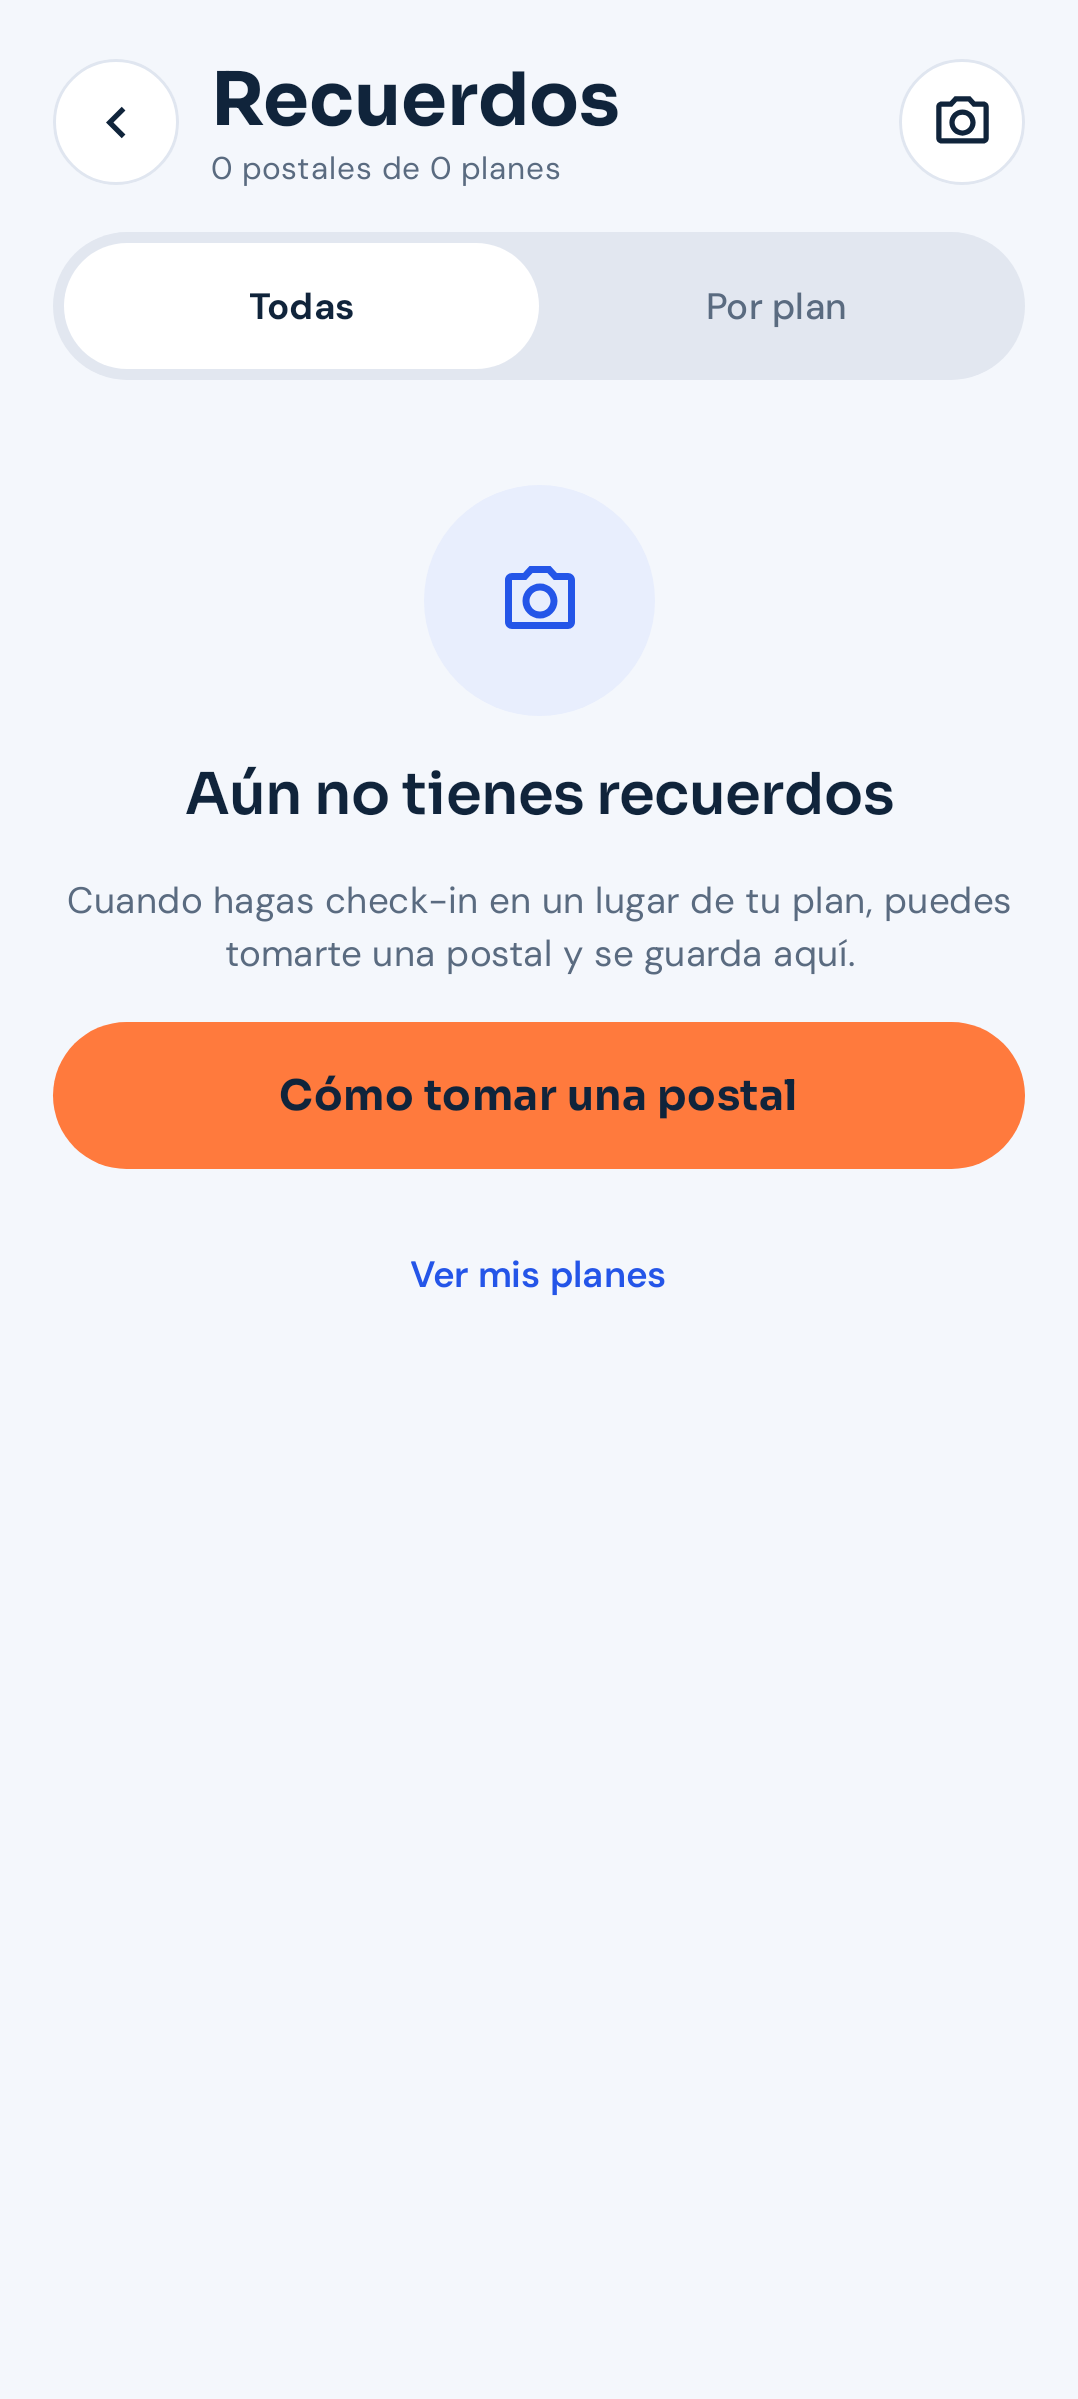 Recuerdos
0 postales de 0 planes
Todas
Por plan
Aún no tienes recuerdos
Cuando hagas check-in en un lugar de tu plan, puedes
tomarte una postal y se guarda aquí.
Cómo tomar una postal
Ver mis planes